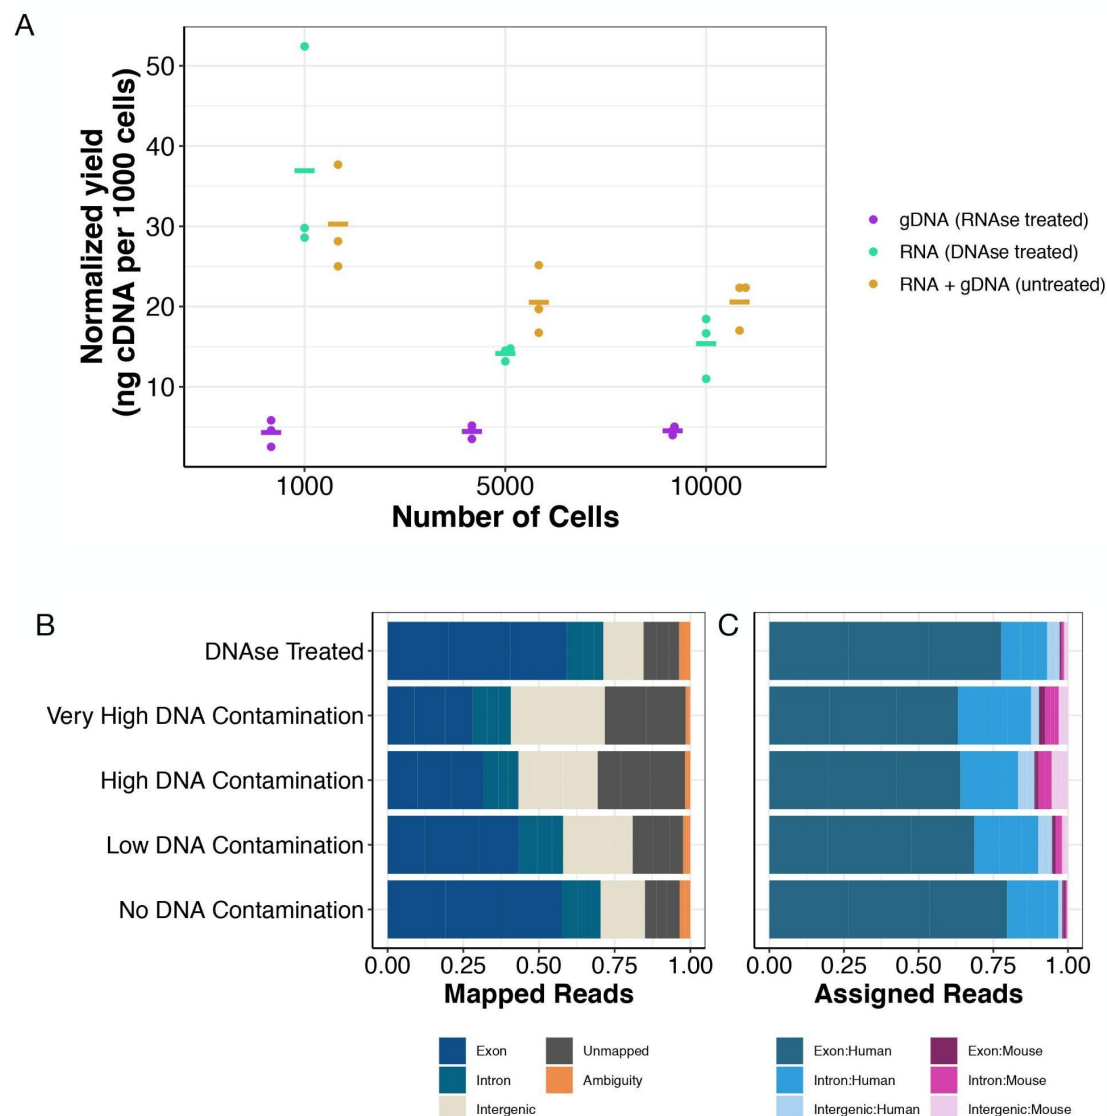 A
Normalized yield
(ng cDNA per 1000 cells)
50
40
30
20
10
1000
5000
10000
Number of Cells
gDNA (RNAse treated)
RNA (DNAse treated)
RNA + gDNA (untreated)
B
DNAse Treated
Very High DNA Contamination
High DNA Contamination
Low DNA Contamination
No DNA Contamination
0.00 0.25 0.50 0.75 1.00
Mapped Reads
Exon
Intron
Intergenic
Unmapped
Ambiguity
C
0.00 0.25 0.50 0.75 1.00
Assigned Reads
Exon:Human
Intron:Human
Intergenic:Human
Exon:Mouse
Intron:Mouse
Intergenic:Mouse